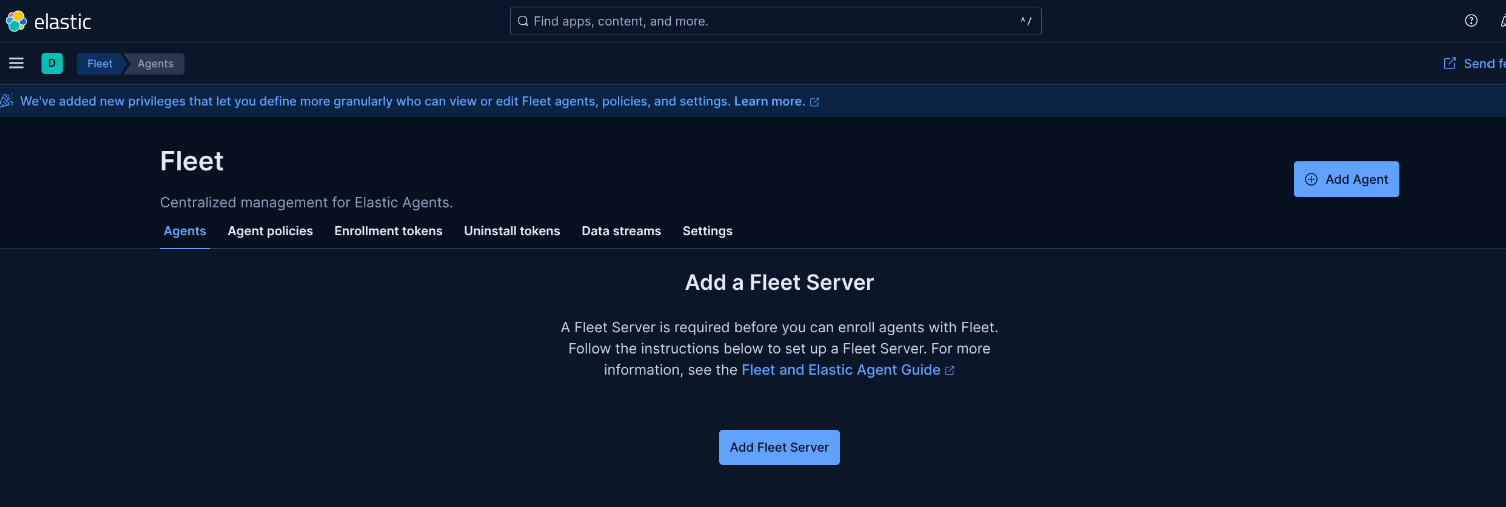 elastic
Find apps, content, and more.
^/
D
Fleet
Agents
We've added new privileges that let you define more granularly who can view or edit Fleet agents, policies, and settings. Learn more.
Fleet
Add Agent
Centralized management for Elastic Agents.
Agents Agent policies Enrollment tokens Uninstall tokens Data streams Settings
Add a Fleet Server
A Fleet Server is required before you can enroll agents with Fleet.
Follow the instructions below to set up a Fleet Server. For more
information, see the Fleet and Elastic Agent Guide
Add Fleet Server